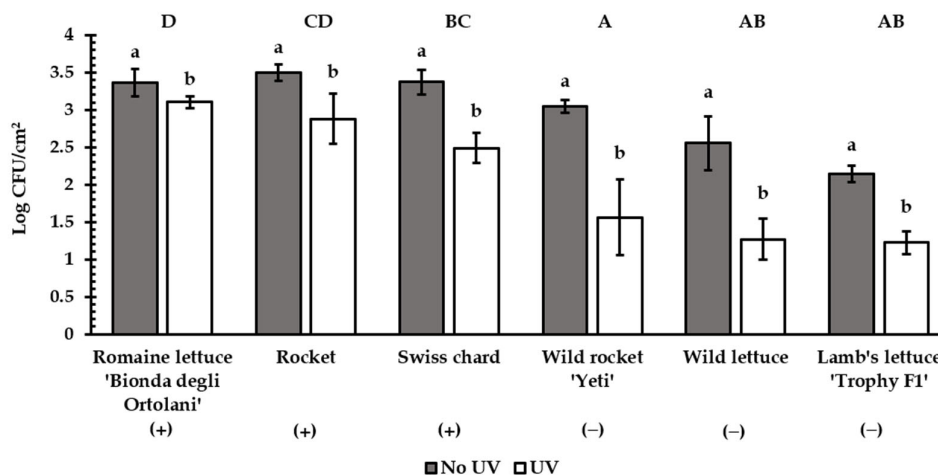 D CD BC A AB AB
4
3.5
3
2.5
2
1.5
1
0.5
0
Log CFU/cm²
a b a b a b a b a b a b
Romaine lettuce Rocket Swiss chard Wild rocket Wild lettuce Lamb's lettuce
'Bionda degli 'Yeti' 'Trophy F1'
Ortolani'
(+) (+) (+) (−) (−) (−)
No UV UV